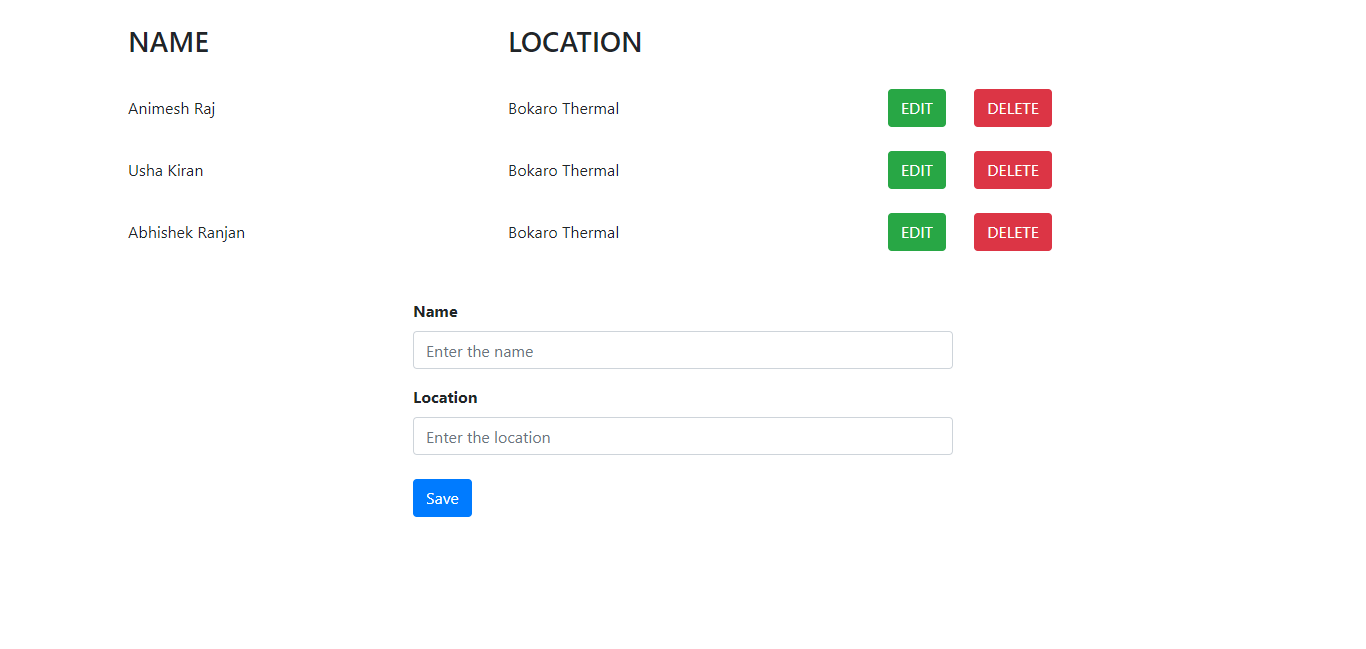 NAME LOCATION
Animesh Raj Bokaro Thermal EDIT DELETE
Usha Kiran Bokaro Thermal EDIT DELETE
Abhishek Ranjan Bokaro Thermal EDIT DELETE
Name
Enter the name
Location
Enter the location
Save